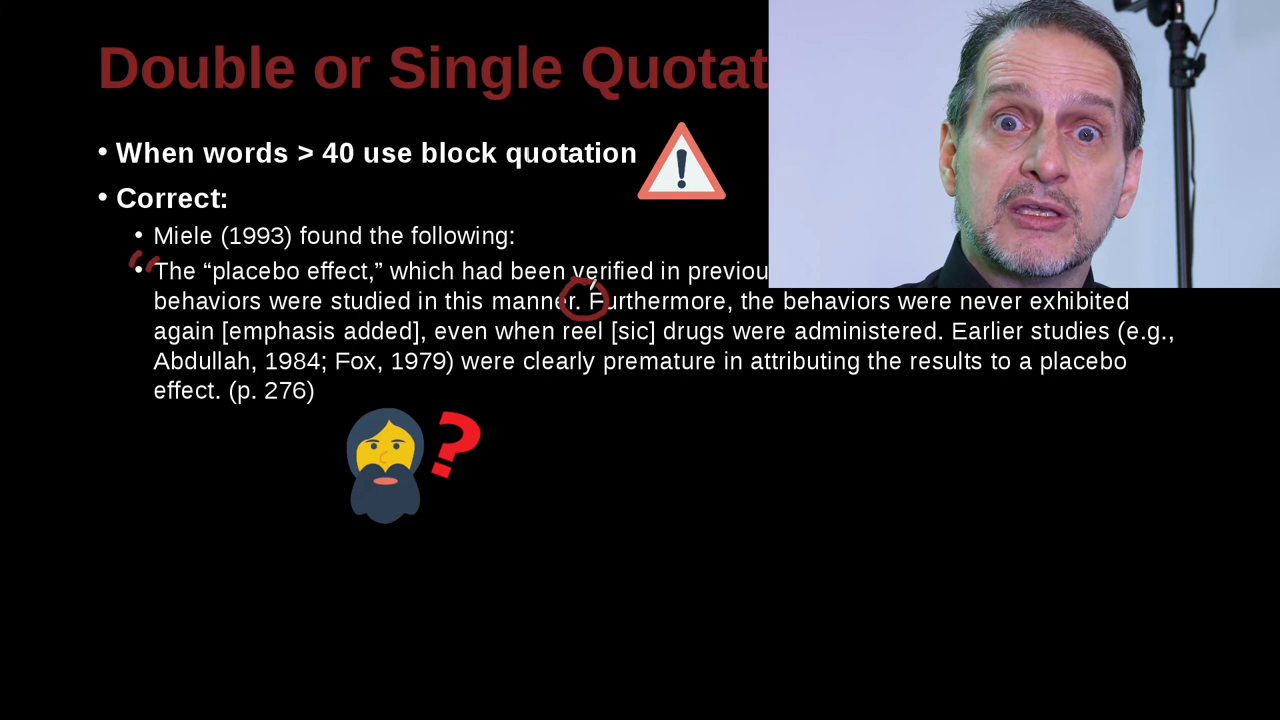 Double or Single Quotat
• When words > 40 use block quotation
• Correct:
• Miele (1993) found the following:
• The “placebo effect,” which had been verified in previou
behaviors were studied in this manner. Furthermore, the behaviors were never exhibited
again [emphasis added], even when reel [sic] drugs were administered. Earlier studies (e.g.,
Abdullah, 1984; Fox, 1979) were clearly premature in attributing the results to a placebo
effect. (p. 276)
?